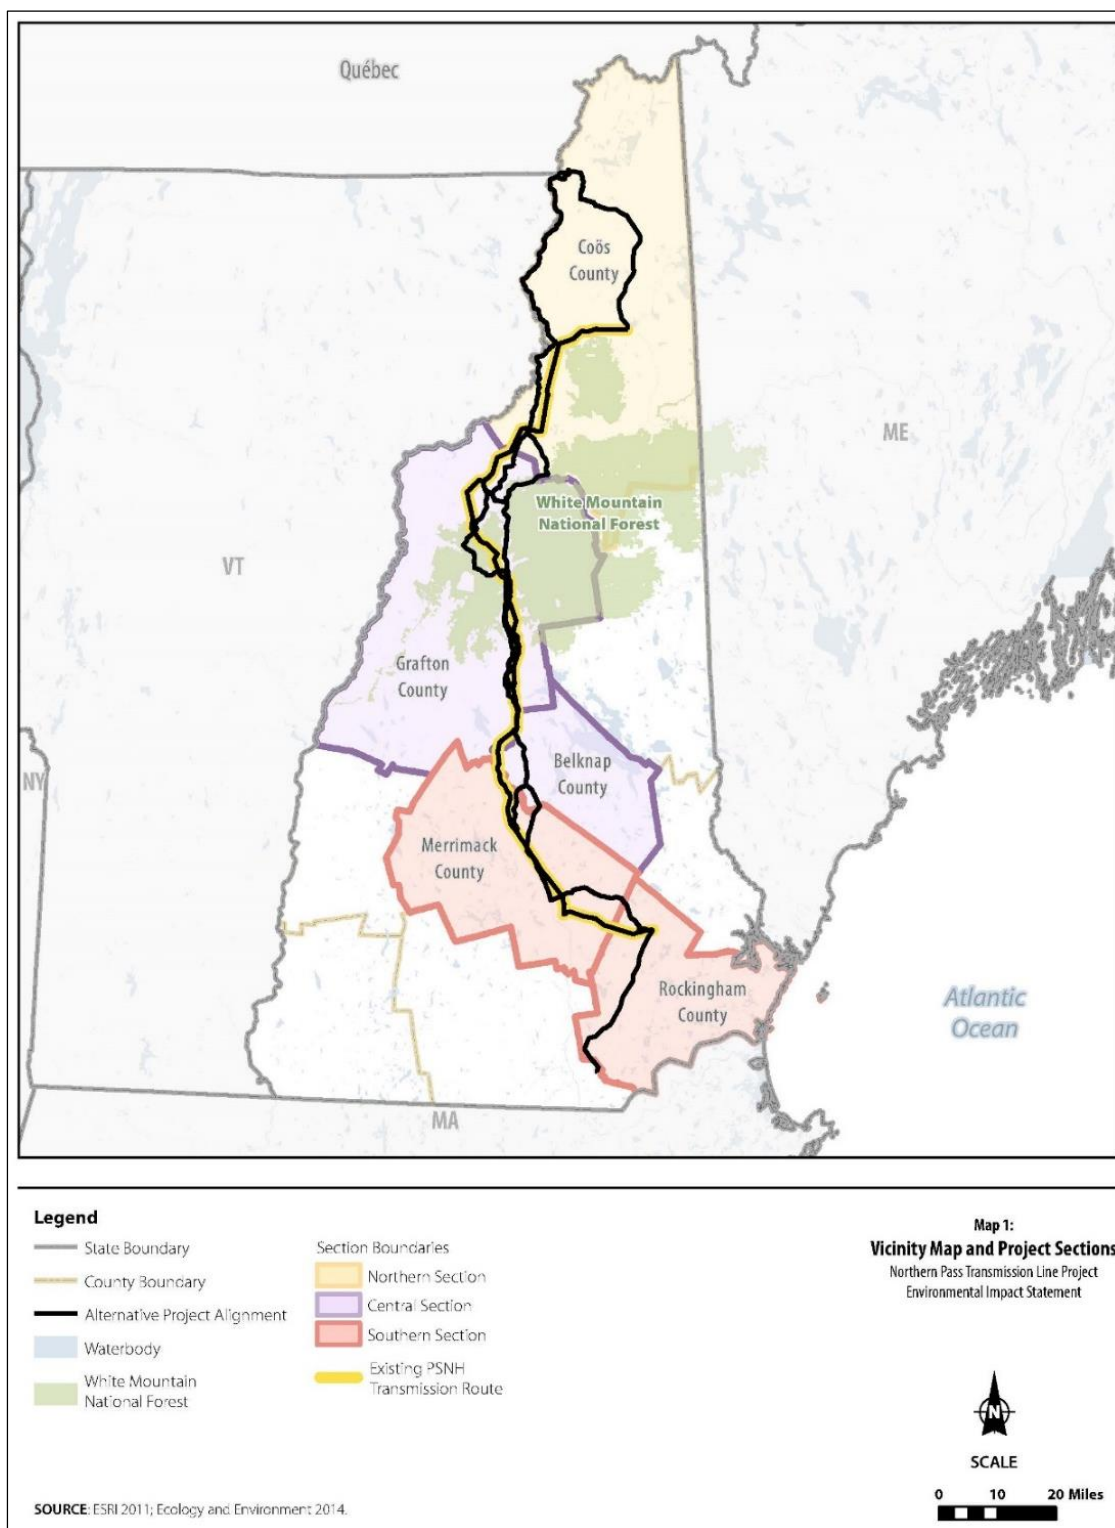 Québec
Coös
County
ME
White Mountain
National Forest
VT
Grafton
County
Belknap
County
NY
Merrimack
County
Rockingham
County
Atlantic
Ocean
MA
Legend
State Boundary
County Boundary
Alternative Project Alignment
Waterbody
White Mountain
National Forest
Section Boundaries
Northern Section
Central Section
Southern Section
Existing PSNH
Transmission Route
Map 1:
Vicinity Map and Project Sections
Northern Pass Transmission Line Project
Environmental Impact Statement
N
SCALE
0 10 20 Miles
SOURCE: ESRI 2011; Ecology and Environment 2014.